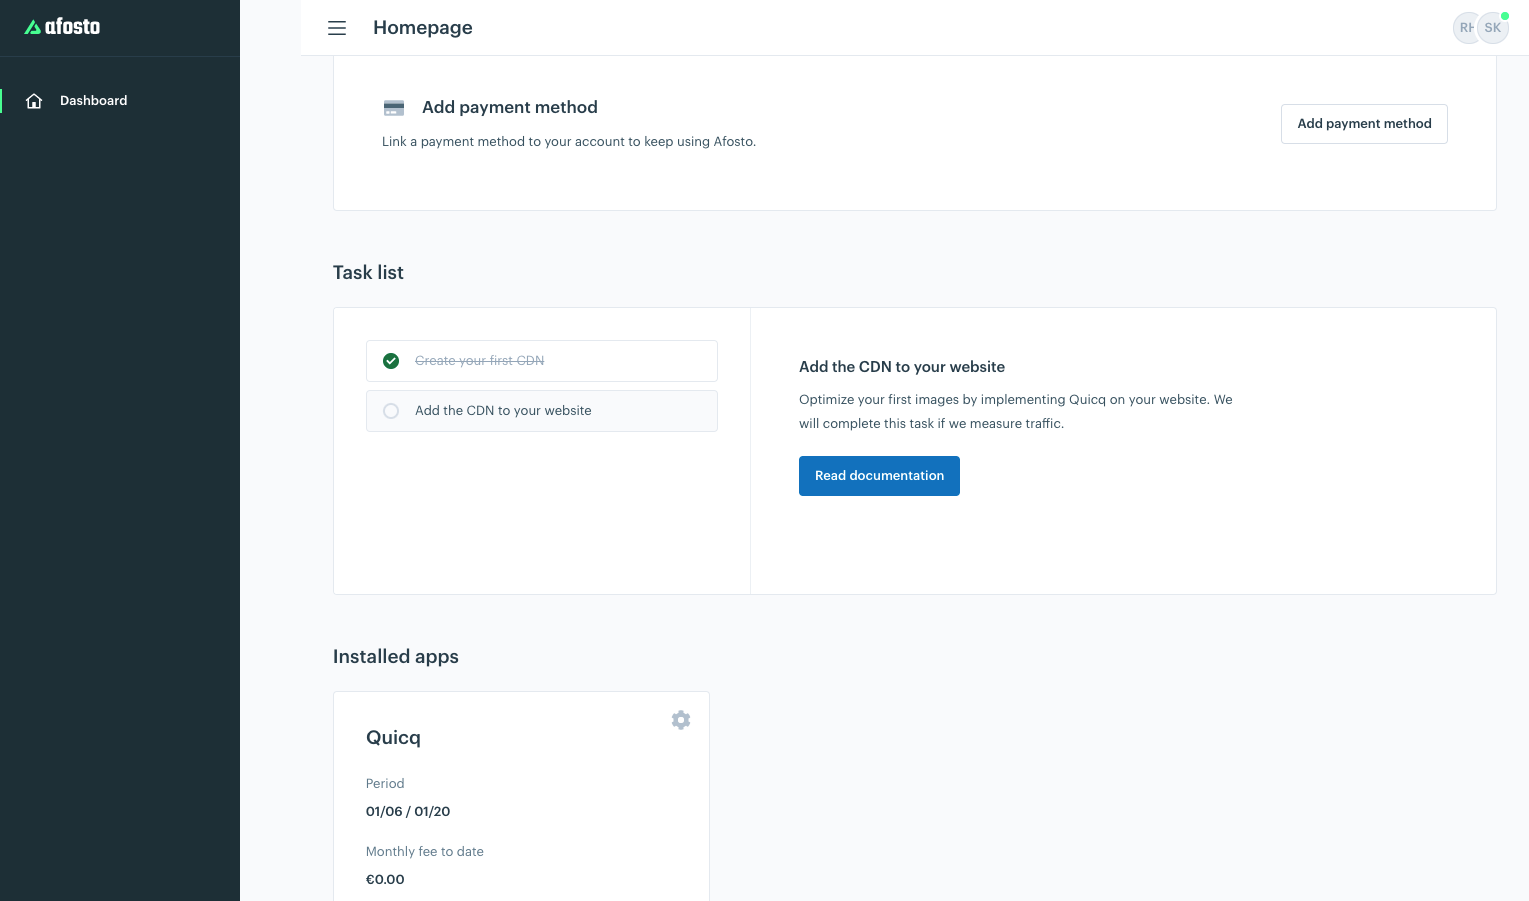 afosto
Homepage
RH
SK
Dashboard
Add payment method
Link a payment method to your account to keep using Afosto.
Add payment method
Task list
Create your first CDN
Add the CDN to your website
Add the CDN to your website
Optimize your first images by implementing Quicq on your website. We
will complete this task if we measure traffic.
Read documentation
Installed apps
Quicq
Period
01/06 / 01/20
Monthly fee to date
€0.00